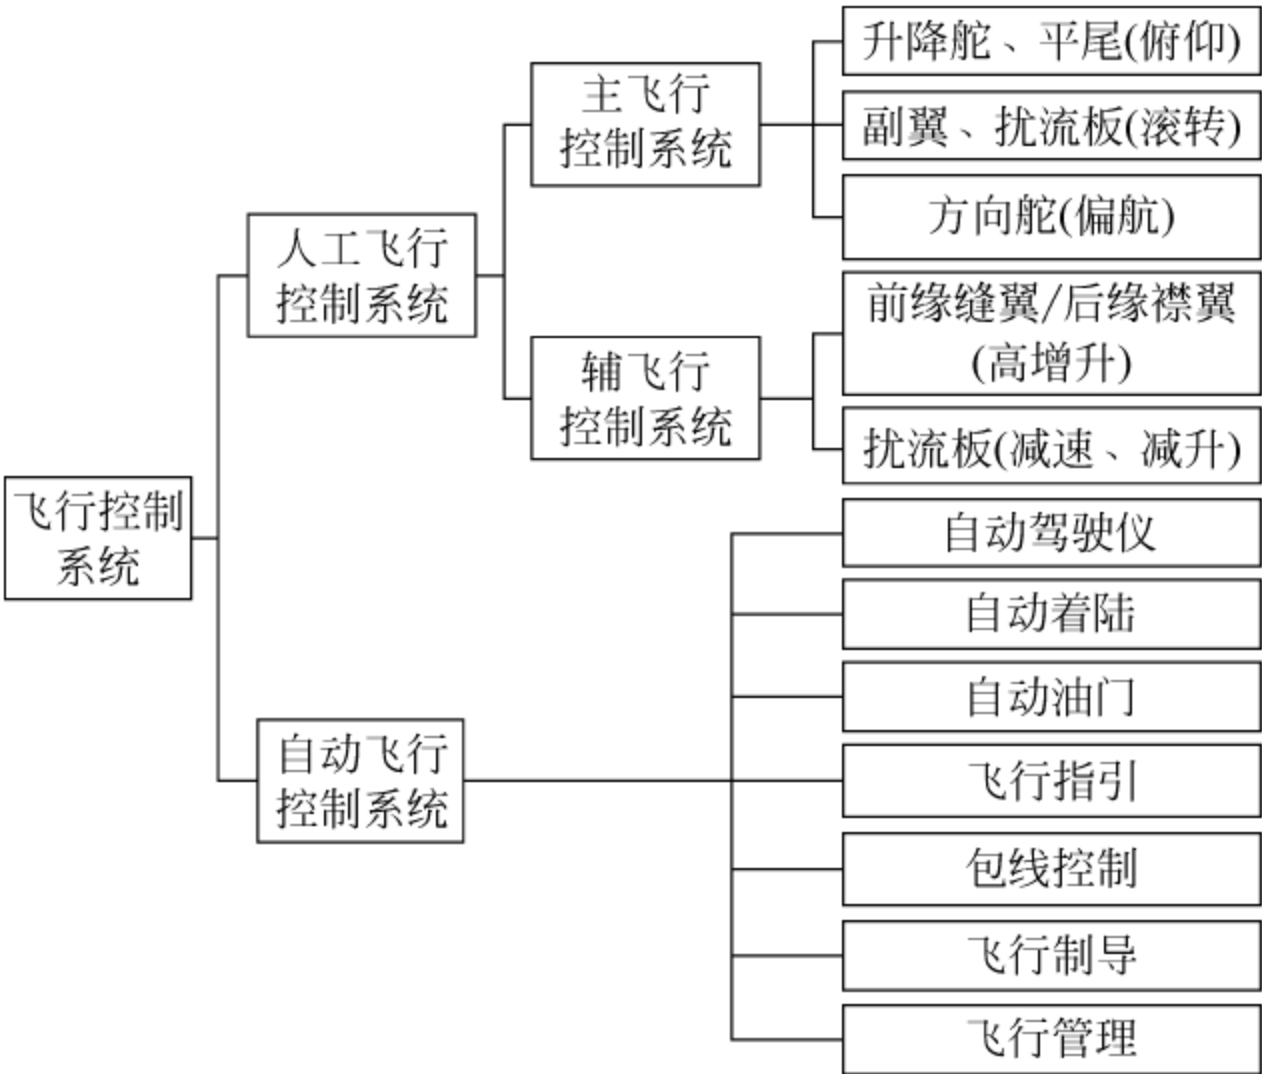 升降舵、平尾(俯仰)
主飞行
控制系统
副翼、扰流板(滚转)
方向舵(偏航)
人工飞行
控制系统
前缘缝翼/后缘襟翼
(高增升)
辅飞行
控制系统
扰流板(减速、减升)
飞行控制
系统
自动驾驶仪
自动着陆
自动油门
自动飞行
控制系统
飞行指引
包线控制
飞行制导
飞行管理